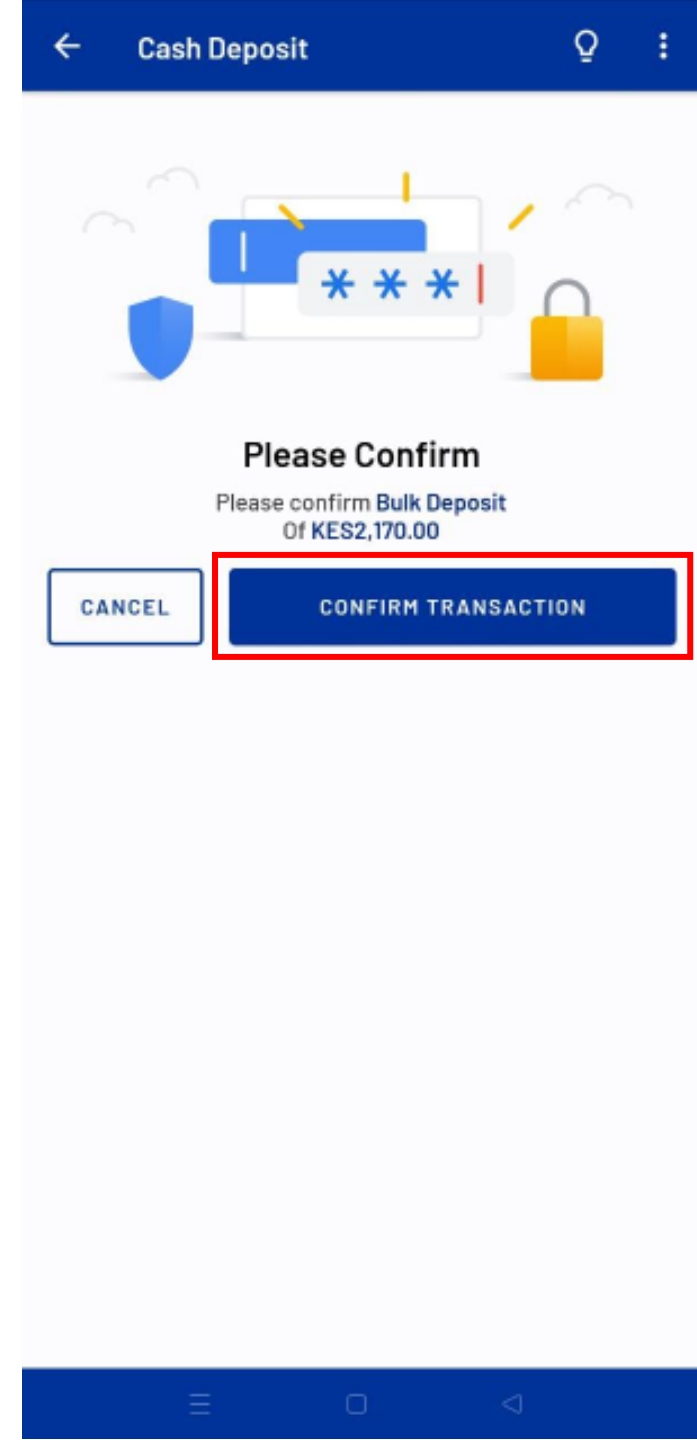 Cash Deposit
***
Please Confirm
Please confirm Bulk Deposit
Of KES2,170.00
CANCEL
CONFIRM TRANSACTION